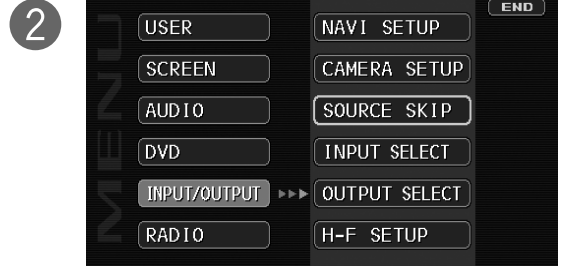 2
END
MENU
USER
NAVI SETUP
SCREEN
CAMERA SETUP
AUDIO
SOURCE SKIP
DVD
INPUT SELECT
INPUT/OUTPUT
OUTPUT SELECT
RADIO
H-F SETUP